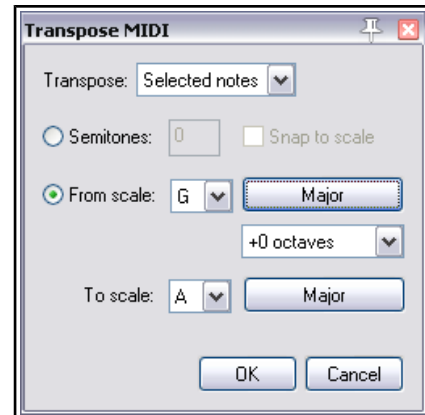 Transpose MIDI
Transpose: Selected notes
Semitones: 0 Snap to scale
From scale: G Major
+0 octaves
To scale: A Major
OK Cancel